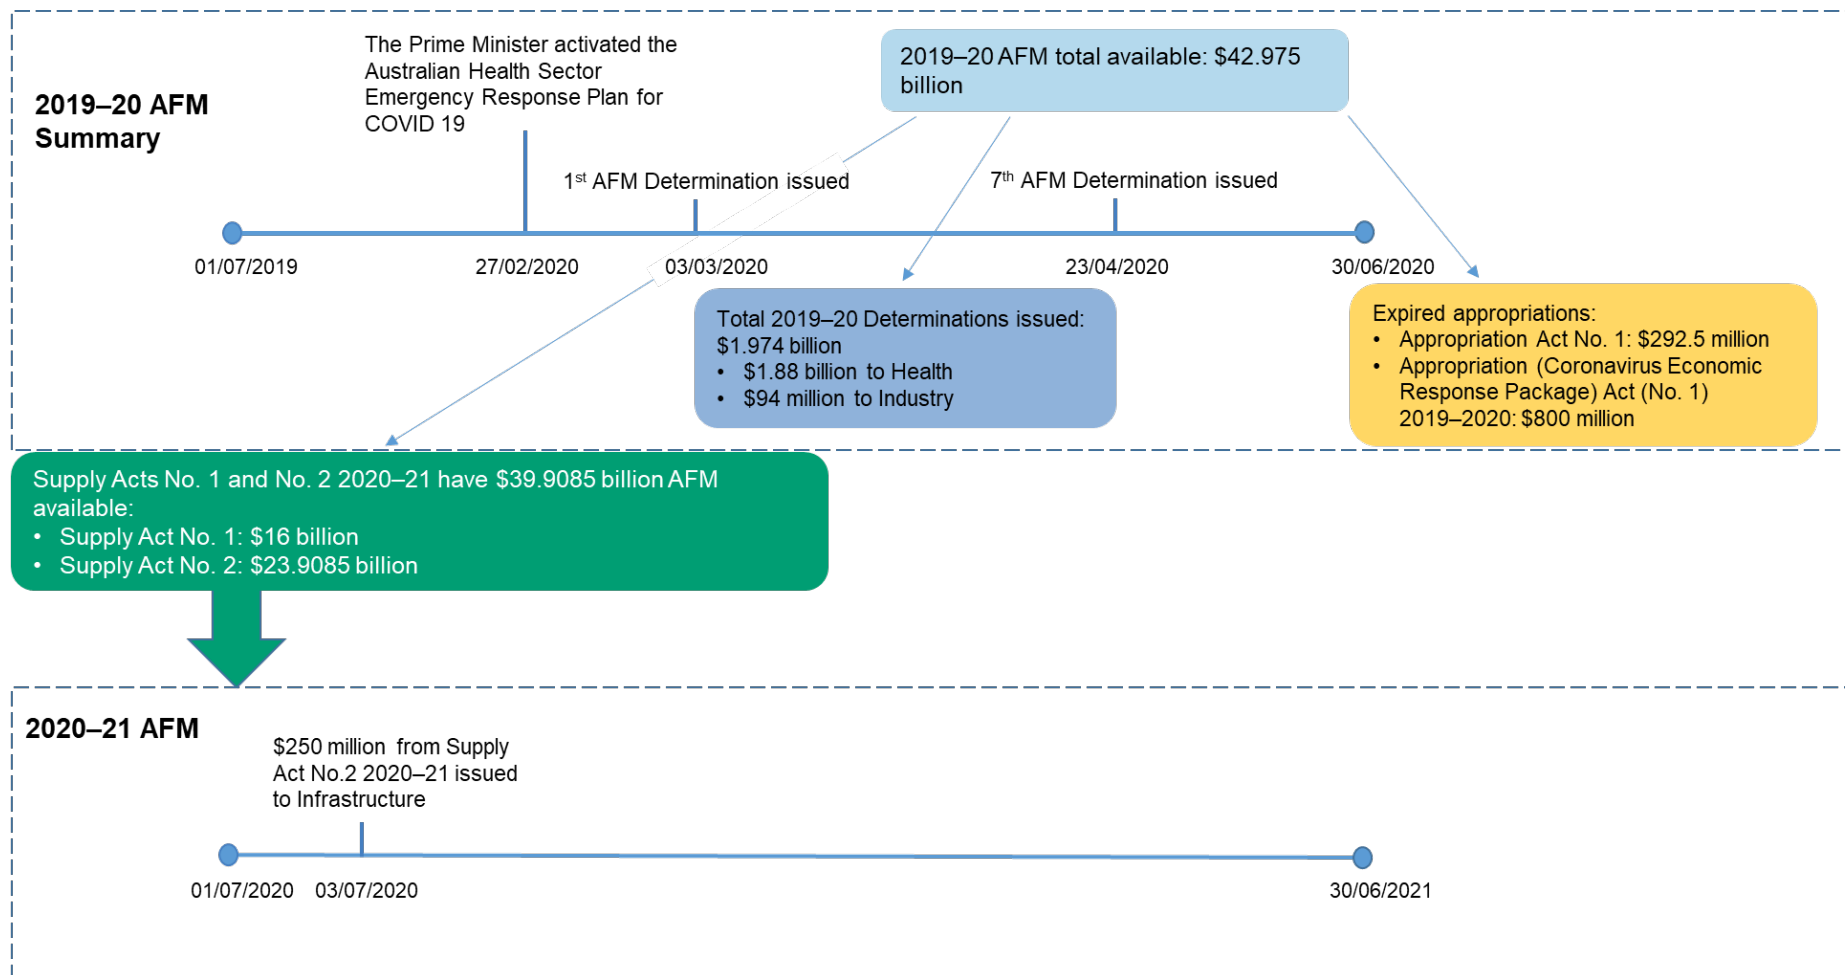 2019–20 AFM
Summary
The Prime Minister activated the
Australian Health Sector
Emergency Response Plan for
COVID 19
2019–20 AFM total available: $42.975
billion
1st AFM Determination issued
7th AFM Determination issued
01/07/2019
27/02/2020
03/03/2020
23/04/2020
30/06/2020
Total 2019–20 Determinations issued:
$1.974 billion
• $1.88 billion to Health
• $94 million to Industry
Expired appropriations:
• Appropriation Act No. 1: $292.5 million
• Appropriation (Coronavirus Economic
Response Package) Act (No. 1)
2019–2020: $800 million
Supply Acts No. 1 and No. 2 2020–21 have $39.9085 billion AFM
available:
• Supply Act No. 1: $16 billion
• Supply Act No. 2: $23.9085 billion
2020–21 AFM
$250 million from Supply
Act No.2 2020–21 issued
to Infrastructure
01/07/2020
03/07/2020
30/06/2021